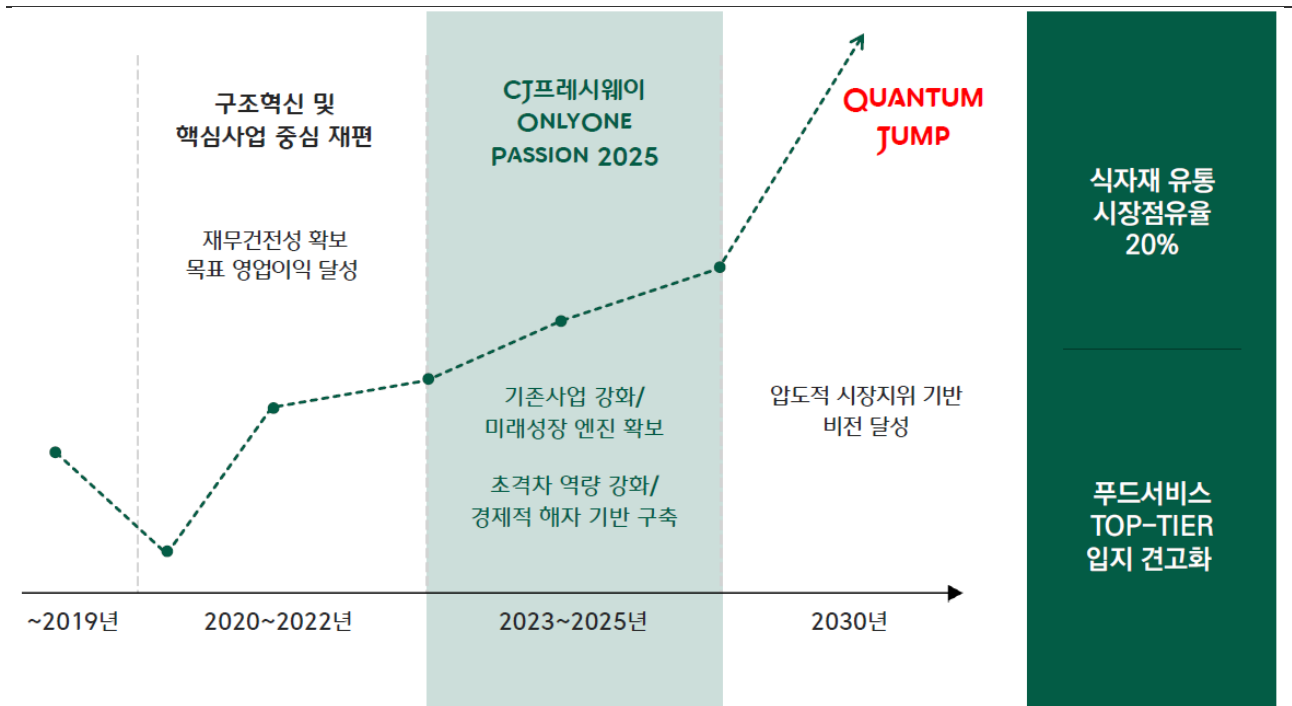 구조혁신 및
핵심사업 중심 재편
재무건전성 확보
목표 영업이익 달성
CJ프레시웨이
ONLYONE
PASSION 2025
기존사업 강화/
미래성장 엔진 확보
초격차 역량 강화/
경제적 해자 기반 구축
QUANTUM
JUMP
압도적 시장지위 기반
비전 달성
~2019년
2020~2022년
2023~2025년
2030년
식자재 유통
시장점유율
20%
푸드서비스
TOP-TIER
입지 견고화